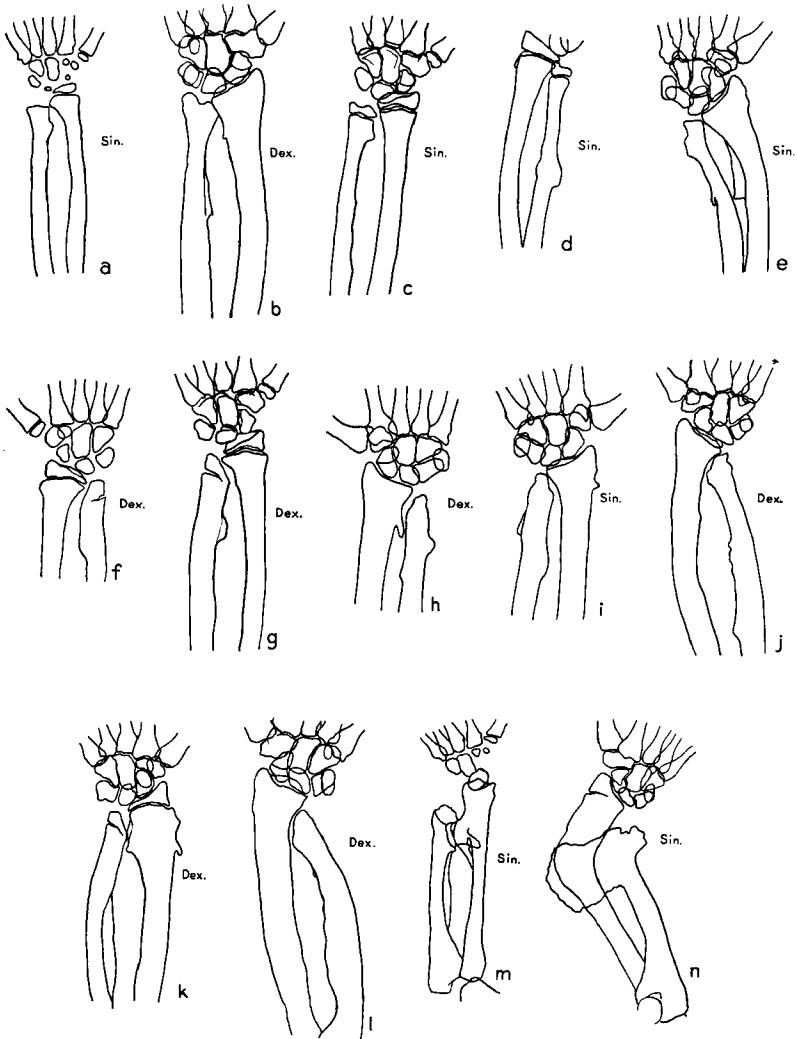 Sin.
a
Dex.
b
Sin.
c
Sin.
d
Sin.
e
Dex.
f
Dex.
g
Dex.
h
Sin.
i
Dex.
j
Dex.
k
Dex.
l
Sin.
m
Sin.
n